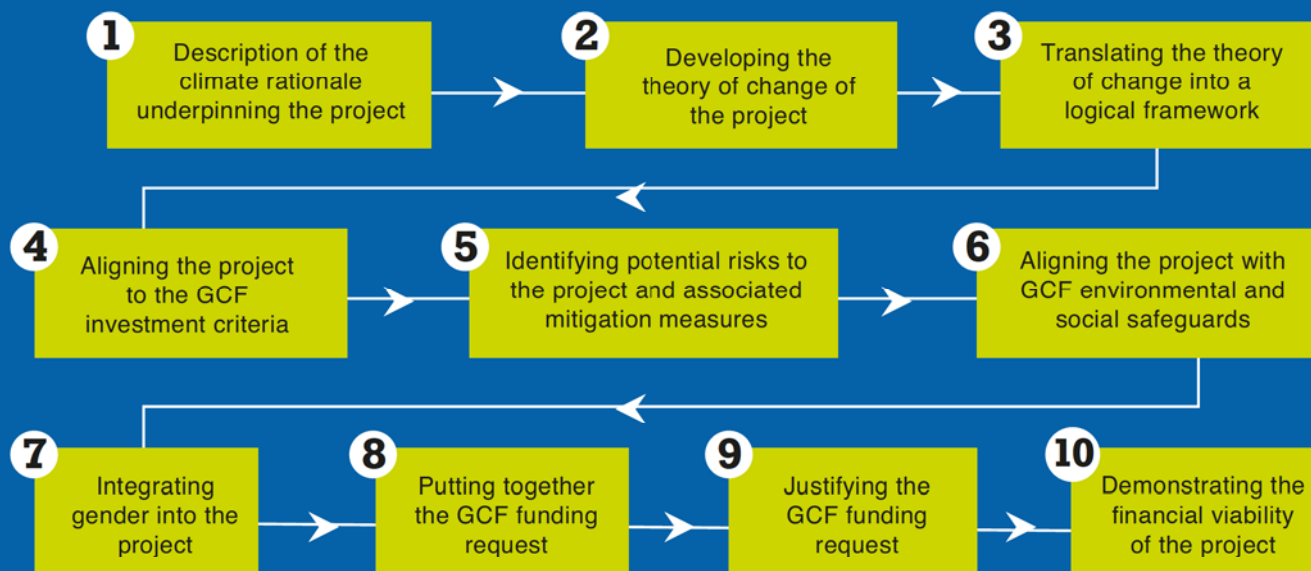 1
Description of the
climate rationale
underpinning the project
2
Developing the
theory of change of
the project
3
Translating the theory
of change into a
logical framework
4
Aligning the project
to the GCF
investment criteria
5
Identifying potential risks to
the project and associated
mitigation measures
6
Aligning the project with
GCF environmental and
social safeguards
7
Integrating
gender into the
project
8
Putting together
the GCF funding
request
9
Justifying the
GCF funding
request
10
Demonstrating the
financial viability
of the project